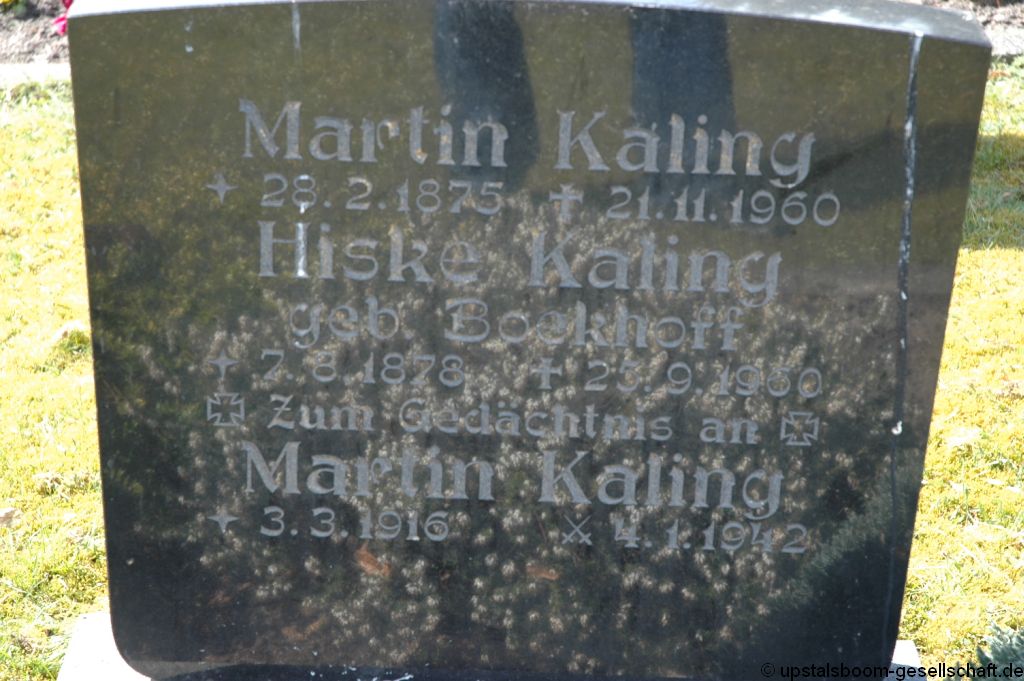 Martin Kaling
28.2.1875 ✝ 21.11.1960
Hiske Kaling
geb. Boekhoff
7.8.1878 ✝ 23.9.1960
Zum Gedächtnis an
Martin Kaling
3.3.1916 ⚔ 4.1.1942
© upstalsboom-gesellschaft.de